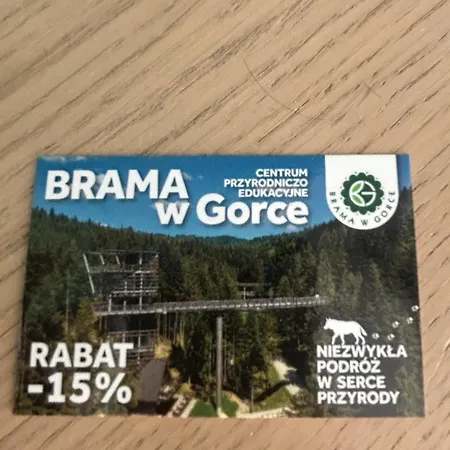 BRAMA
w Gorce
CENTRUM
PRZYRODNICZO
EDUKACYJNE
BRAMA W GORCE
RABAT
-15%
NIEZWYKŁA
PODRÓŻ
W SERCE
PRZYRODY